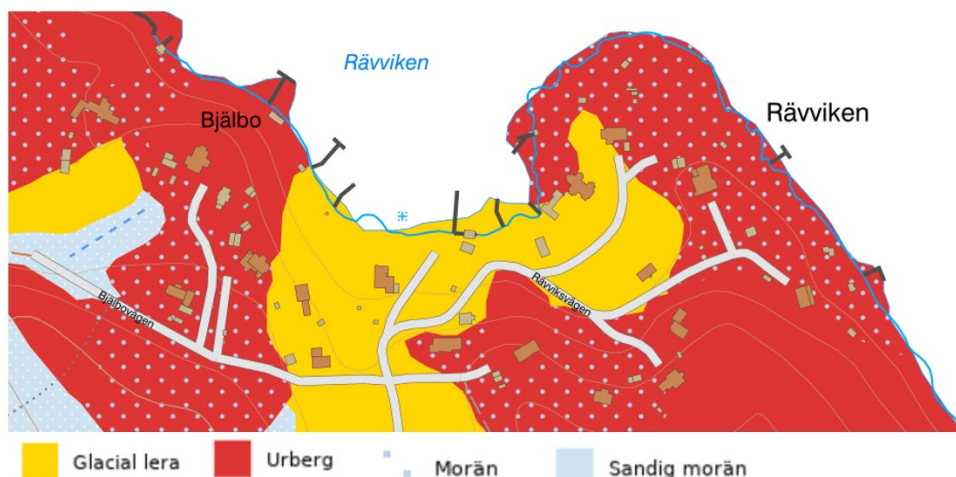 Rävviken
Bjälbo
Rävviken
Rävviksvägen
Bjälbovägen
Glacial lera
Urberg
Morän
Sandig morän